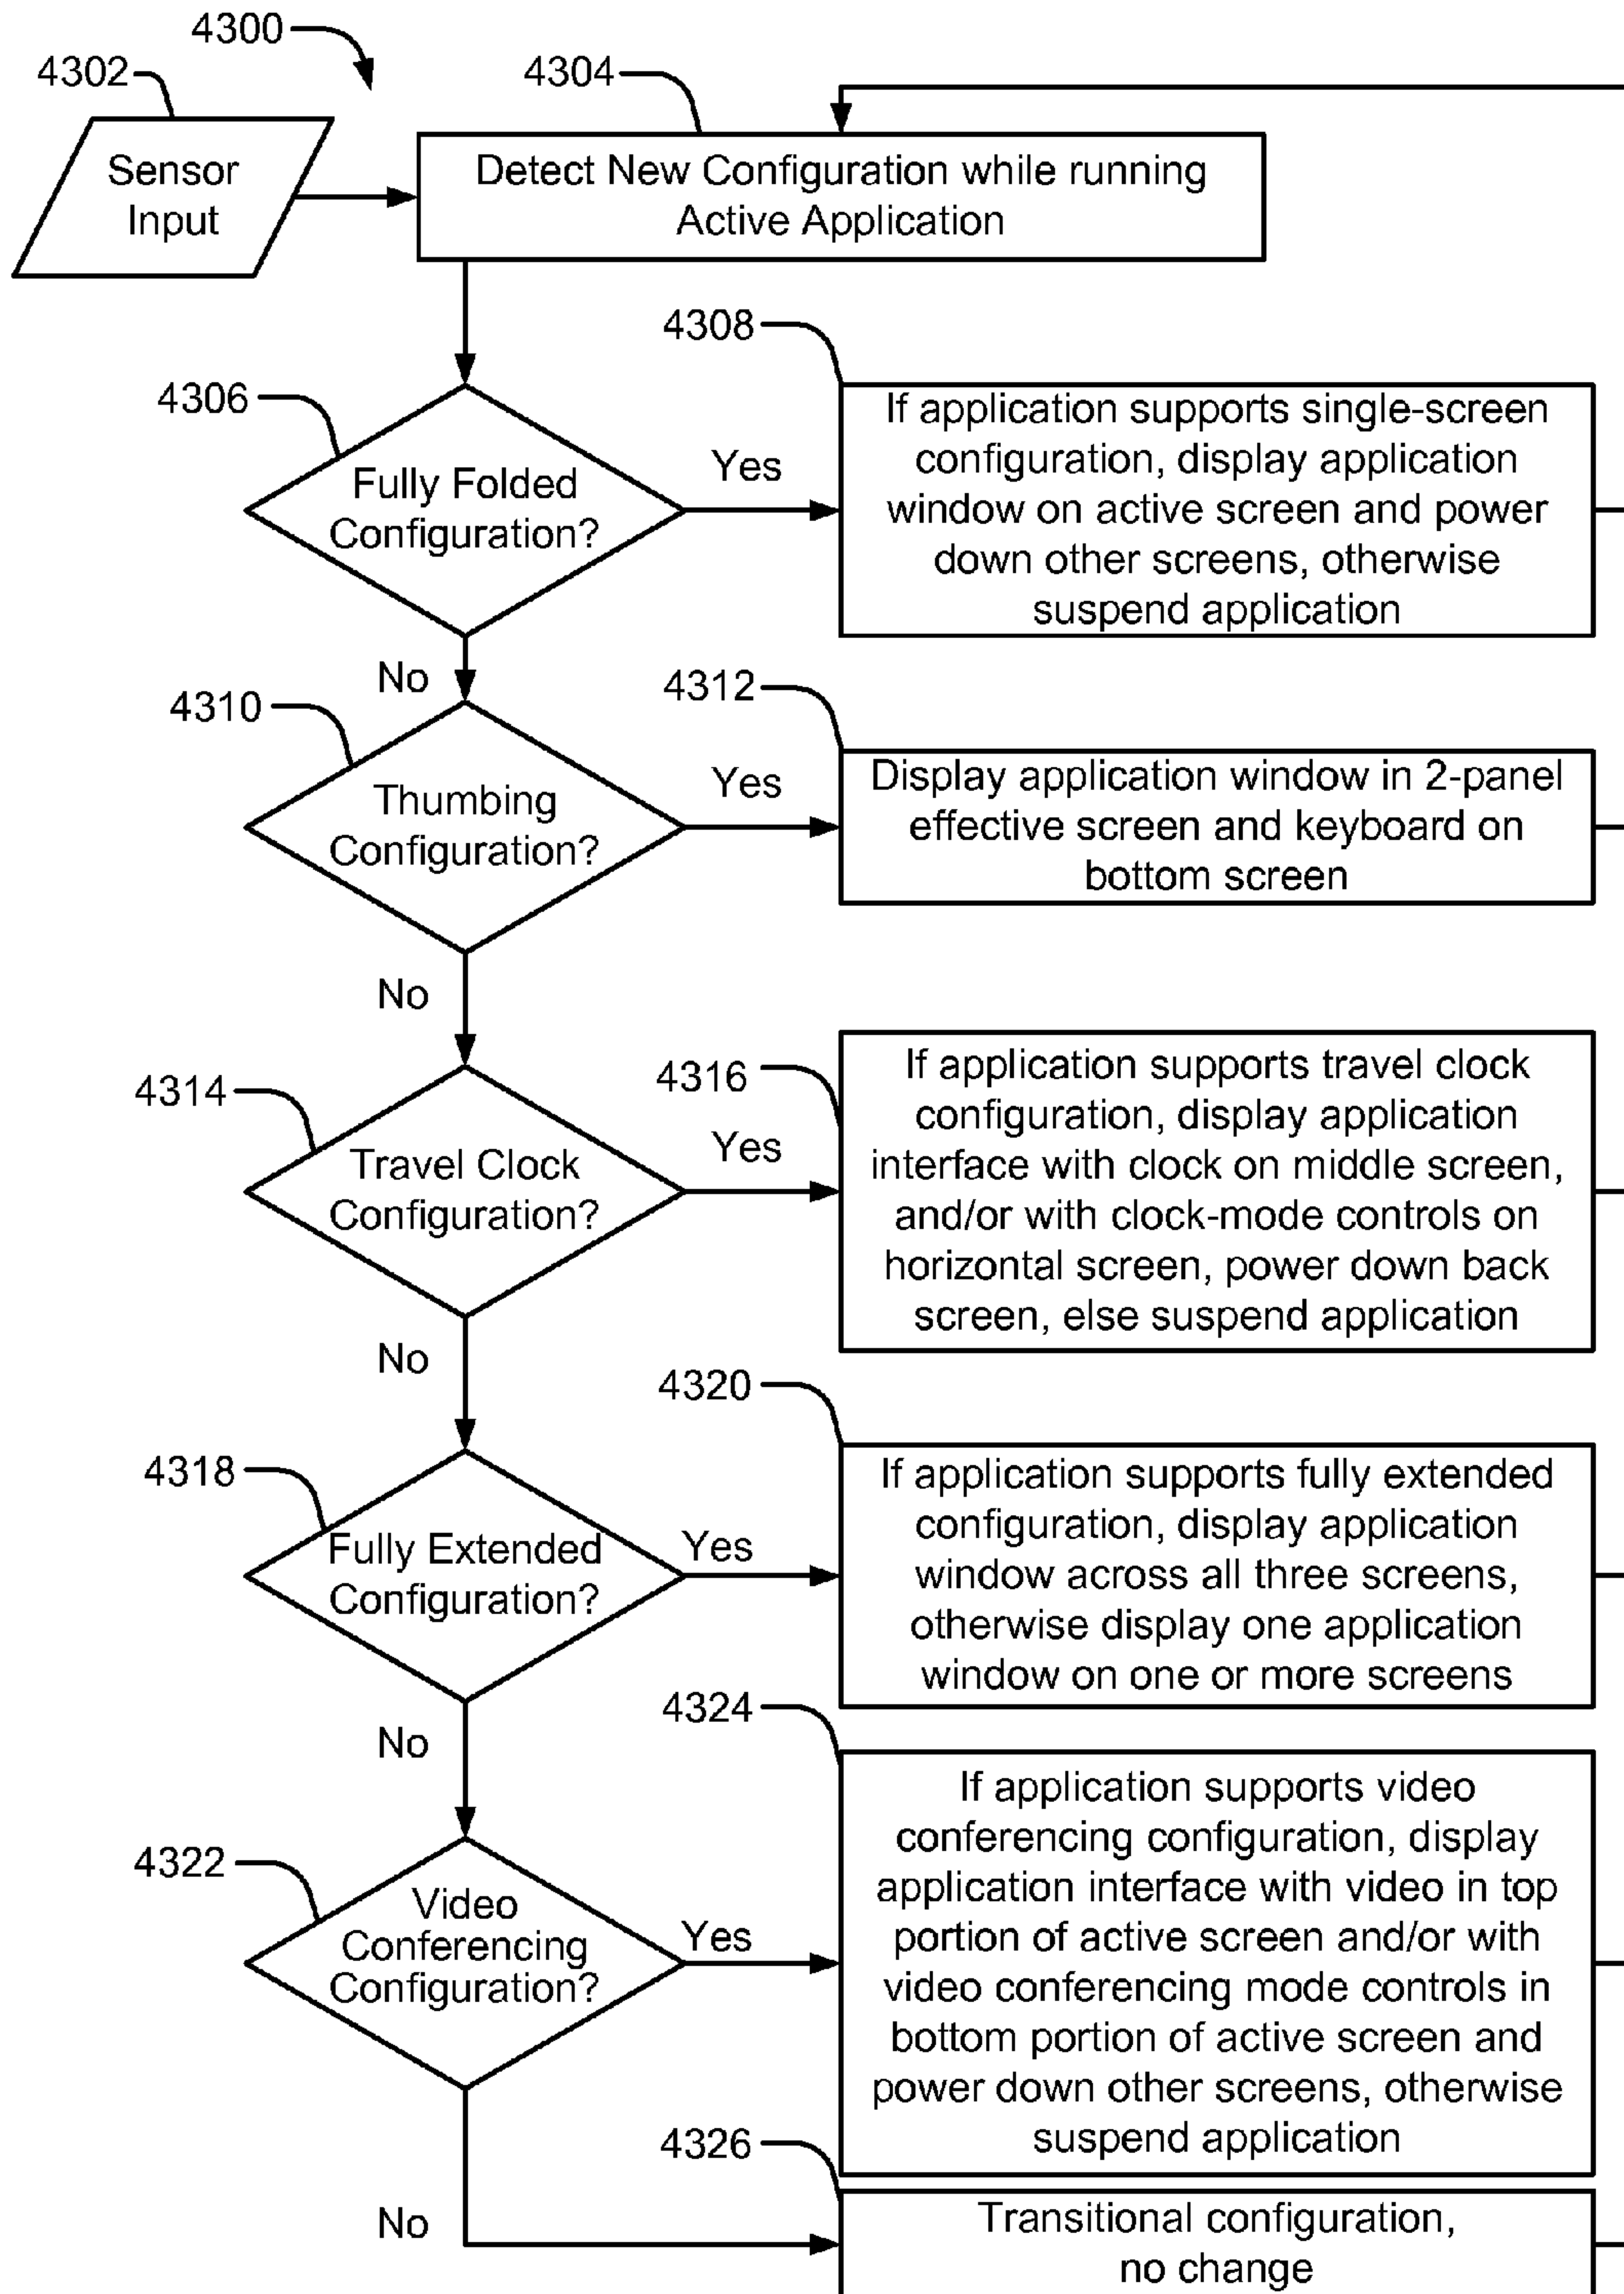 4300
4302
4304
Sensor
Input
Detect New Configuration while running
Active Application
4306
Fully Folded
Configuration?
Yes
4308
If application supports single-screen
configuration, display application
window on active screen and power
down other screens, otherwise
suspend application
No
4310
Thumbing
Configuration?
Yes
4312
Display application window in 2-panel
effective screen and keyboard on
bottom screen
No
4314
Travel Clock
Configuration?
Yes
4316
If application supports travel clock
configuration, display application
interface with clock on middle screen,
and/or with clock-mode controls on
horizontal screen, power down back
screen, else suspend application
No
4318
Fully Extended
Configuration?
Yes
4320
If application supports fully extended
configuration, display application
window across all three screens,
otherwise display one application
window on one or more screens
No
4322
Video
Conferencing
Configuration?
Yes
4324
If application supports video
conferencing configuration, display
application interface with video in top
portion of active screen and/or with
video conferencing mode controls in
bottom portion of active screen and
power down other screens, otherwise
suspend application
No
4326
Transitional configuration,
no change